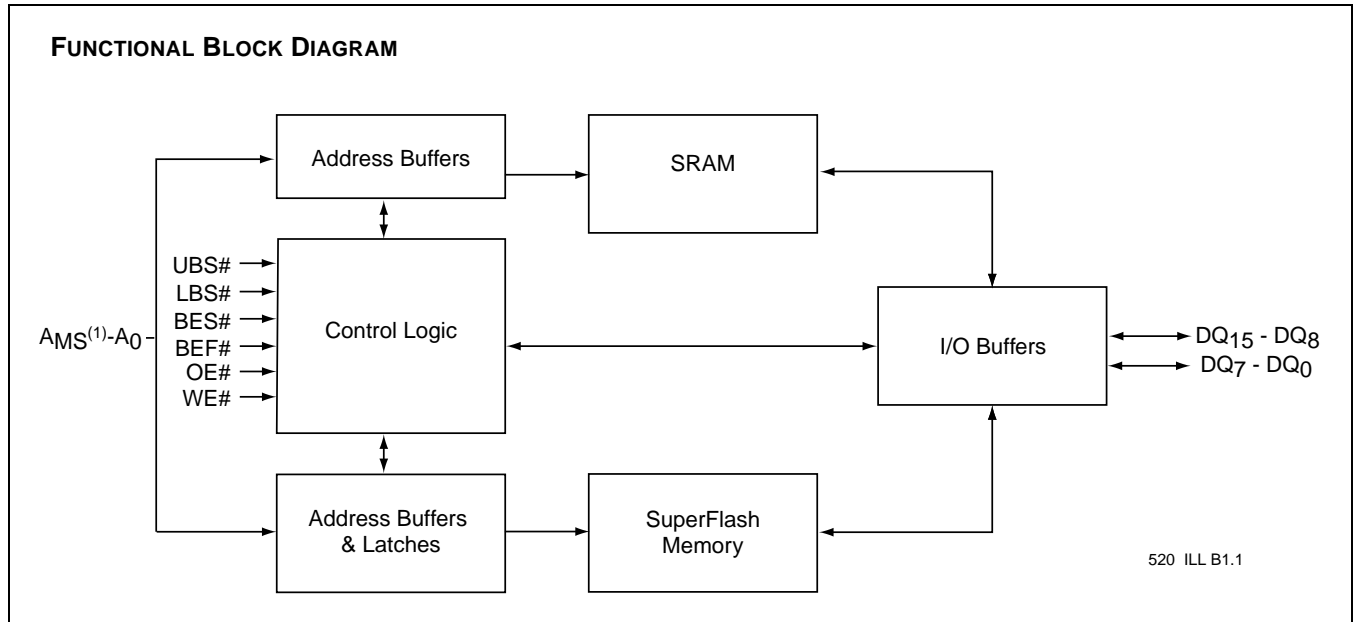 FUNCTIONAL BLOCK DIAGRAM
Address Buffers
SRAM
UBS#
LBS#
BES#
BEF#
OE#
WE#
AMS(1)-A0
Control Logic
I/O Buffers
DQ15 - DQ8
DQ7 - DQ0
Address Buffers
& Latches
SuperFlash
Memory
520 ILL B1.1